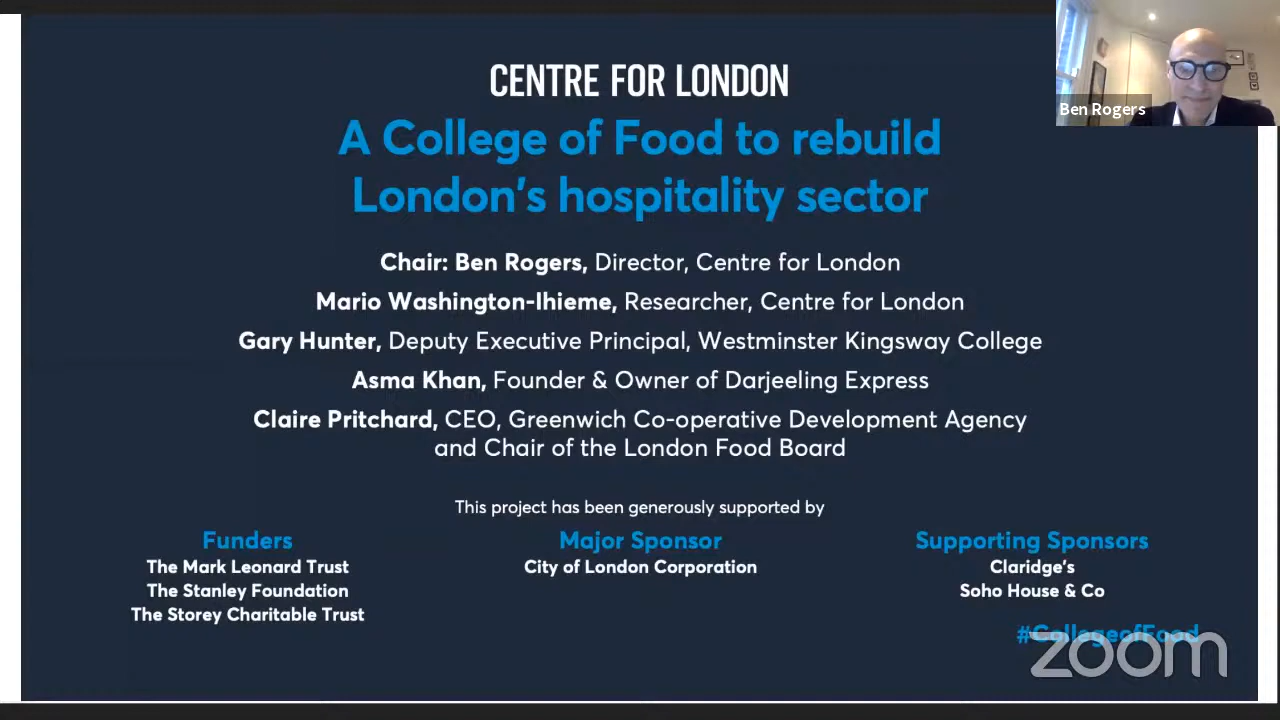 CENTRE FOR LONDON
A College of Food to rebuild
London's hospitality sector
Ben Rogers
Chair: Ben Rogers, Director, Centre for London
Mario Washington-Ihieme, Researcher, Centre for London
Gary Hunter, Deputy Executive Principal, Westminster Kingsway College
Asma Khan, Founder & Owner of Darjeeling Express
Claire Pritchard, CEO, Greenwich Co-operative Development Agency
and Chair of the London Food Board
This project has been generously supported by
Funders
The Mark Leonard Trust
The Stanley Foundation
The Storey Charitable Trust
Major Sponsor
City of London Corporation
Supporting Sponsors
Claridge's
Soho House & Co
#CollegeofFood
zoom